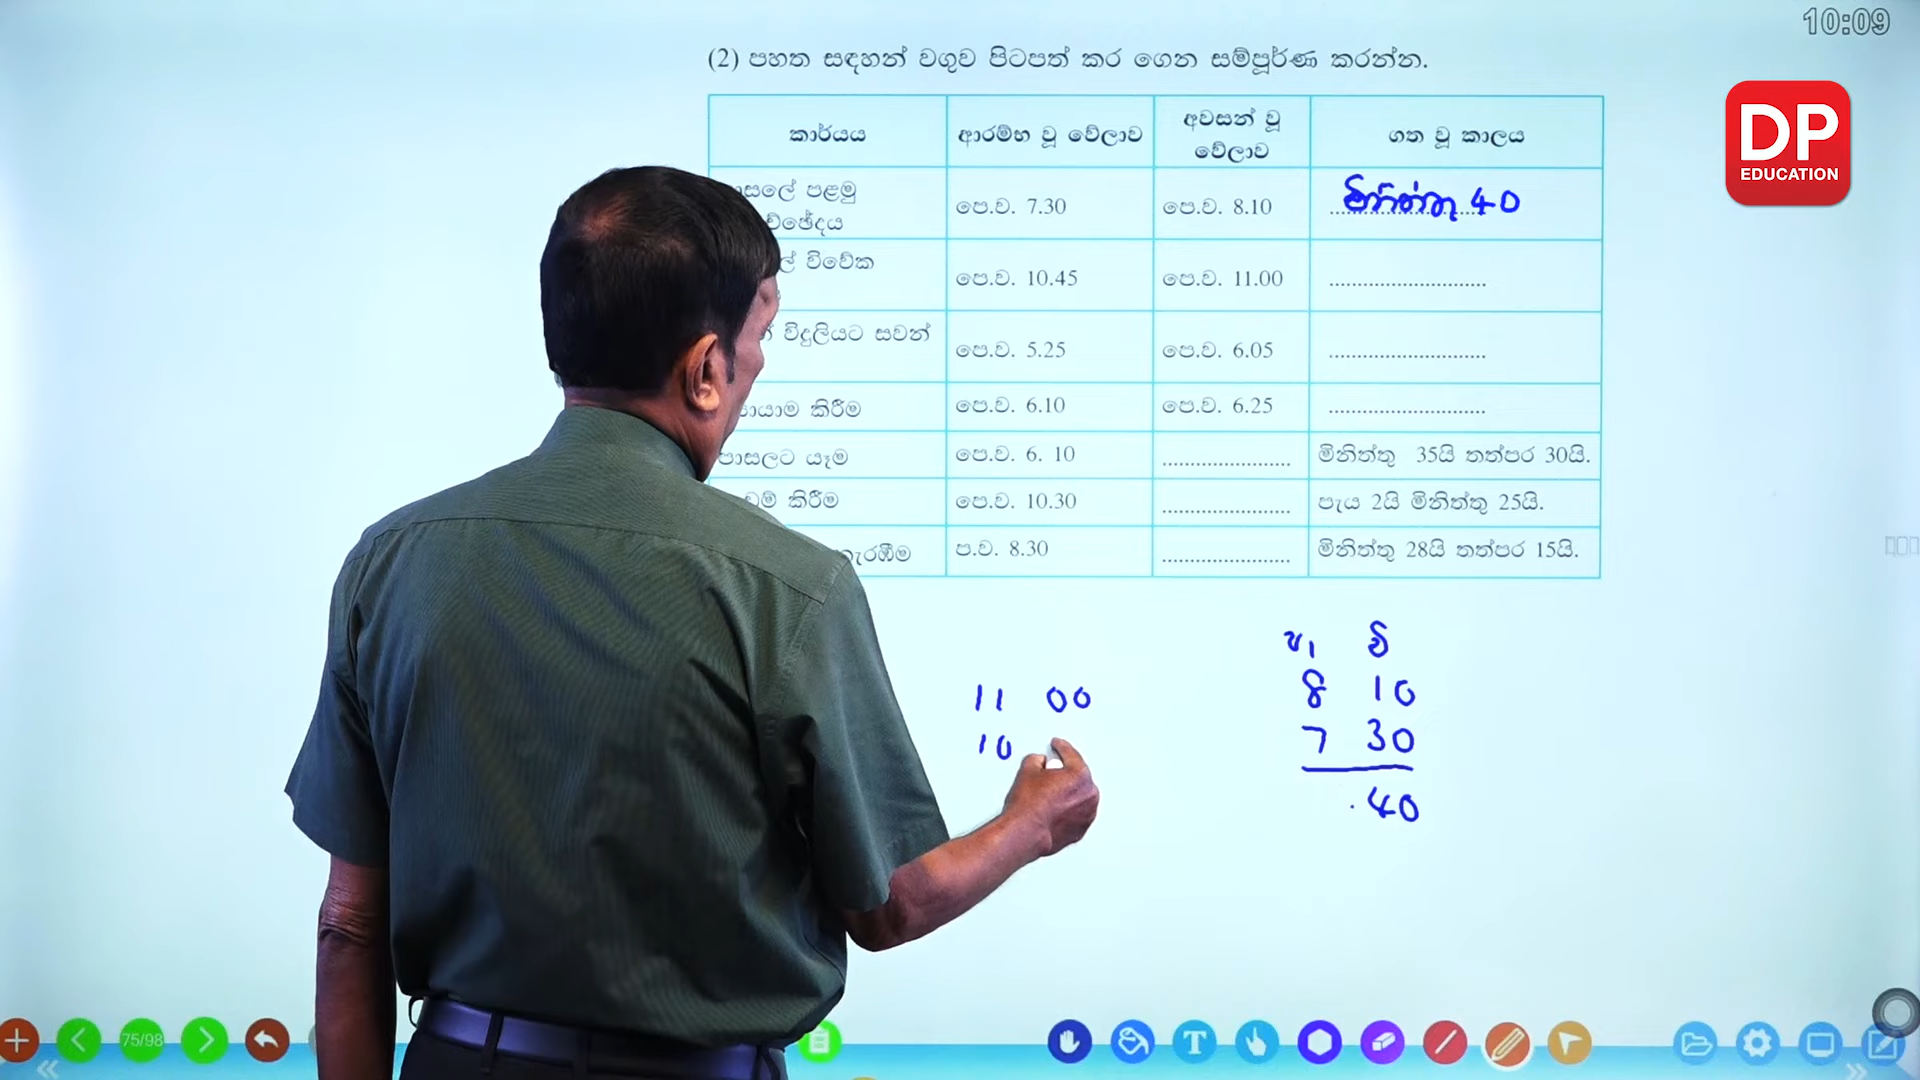 10:09
(2) පහත සඳහන් වගුව පිටපත් කර ගෙන සම්පූර්ණ කරන්න.
DP
EDUCATION
කාර්යය ආරම්භ වූ වේලාව අවසන් වූ වේලාව ගත වූ කාලය
පළමු
පෙ.ව. 7.30 පෙ.ව. 8.10 මිනිත්තු 40
විවේක
පෙ.ව. 10.45 පෙ.ව. 11.00 ..........................
විදුලියට සවන්
පෙ.ව. 5.25 පෙ.ව. 6.05 ..........................
කිරීම පෙ.ව. 6.10 පෙ.ව. 6.25 ..........................
පාසලට යෑම පෙ.ව. 6. 10 ...................... මිනිත්තු 35යි තත්පර 30යි.
කිරීම පෙ.ව. 10.30 ...................... පැය 2යි මිනිත්තු 25යි.
ප.ව. 8.30 ...................... මිනිත්තු 28යි තත්පර 15යි.
පැ මි
8 10
7 30
.40
11 00
10
75/98